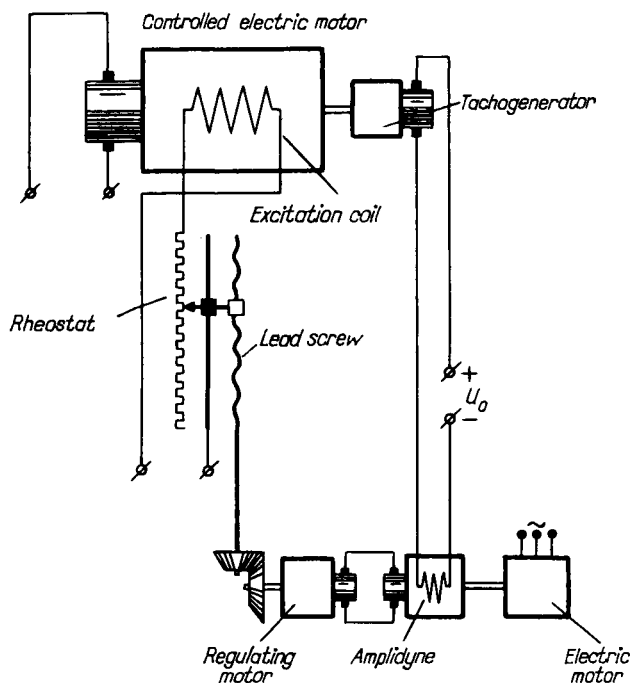 Controlled electric motor
Tachogenerator
Excitation coil
Rheostat
Lead screw
+
U₀
−
~
Regulating
motor
Amplidyne
Electric
motor